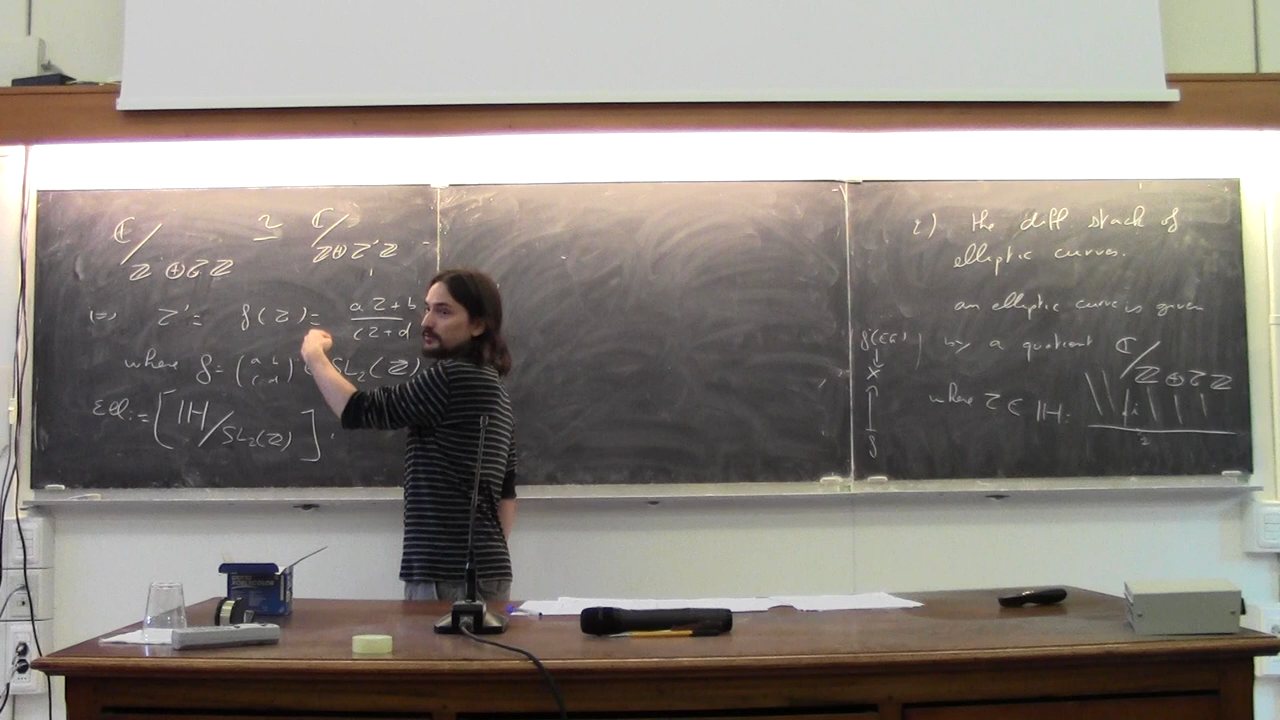 ℂ/ℤ⊕τℤ ≅ ℂ/ℤ⊕τ'ℤ
⇔ τ' = g(τ) = aτ+b / cτ+d
where g = (a b c d) ∈ SL₂(ℤ)
Ell := [ℍ/SL₂(ℤ)].
2) the diff stack of
elliptic curves.
an elliptic curve is given
by a quotient ℂ/ℤ⊕τℤ
where τ ∈ ℍ =